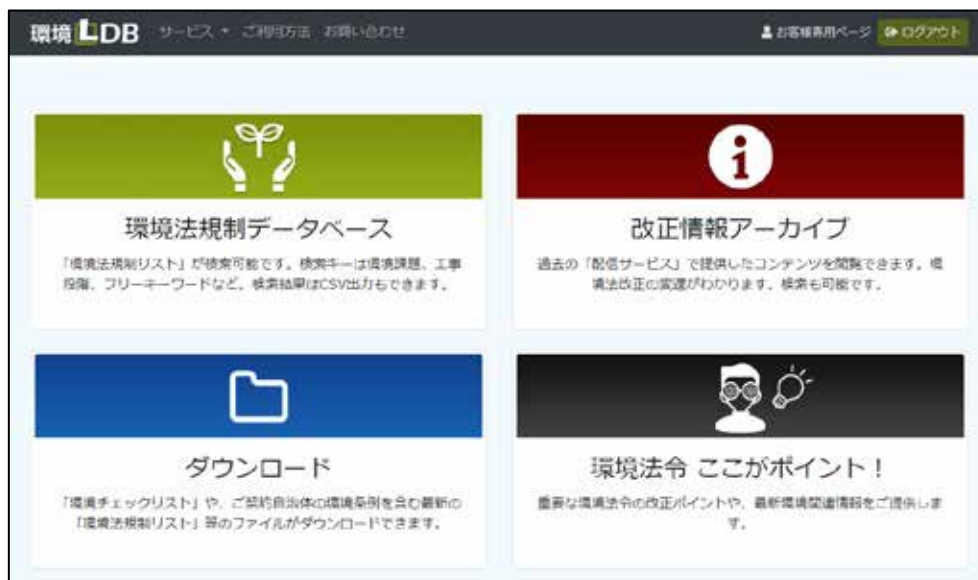 環境LDB サービス ご利用方法 お問い合わせ お客様専用ページ ログアウト
環境法規制データベース
「環境法規制リスト」が検索可能です。検索キーは環境課題、工事
段階、フリーキーワードなど。検索結果はCSV出力もできます。
改正情報アーカイブ
過去の「配信サービス」で提供したコンテンツを閲覧できます。環
境法改正の変遷がわかります。検索も可能です。
ダウンロード
「環境チェックリスト」や、ご契約自治体の環境条例を含む最新の
「環境法規制リスト」等のファイルがダウンロードできます。
環境法令 ここがポイント！
重要な環境法令の改正ポイントや、最新環境関連情報をご提供しま
す。